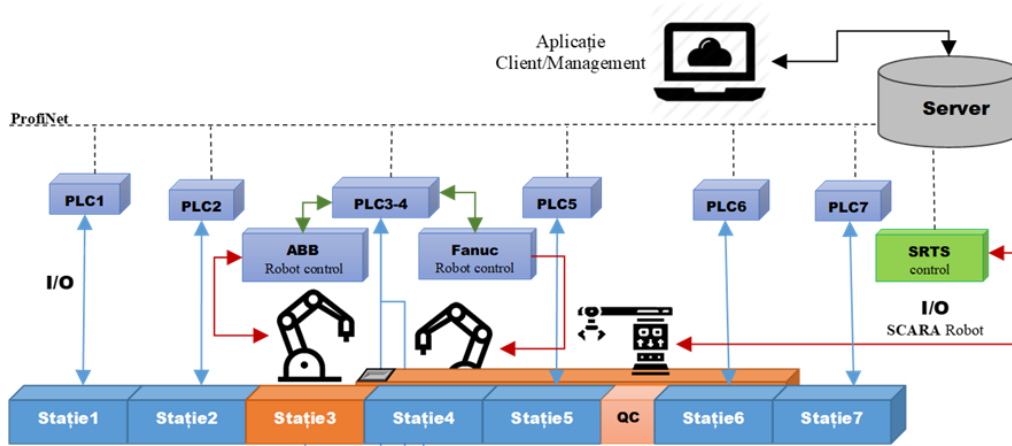 Aplicație
Client/Management
Server
ProfiNet
PLC1
PLC2
PLC3-4
PLC5
PLC6
PLC7
ABB
Robot control
Fanuc
Robot control
SRTS
control
I/O
I/O
SCARA Robot
Stație1
Stație2
Stație3
Stație4
Stație5
QC
Stație6
Stație7